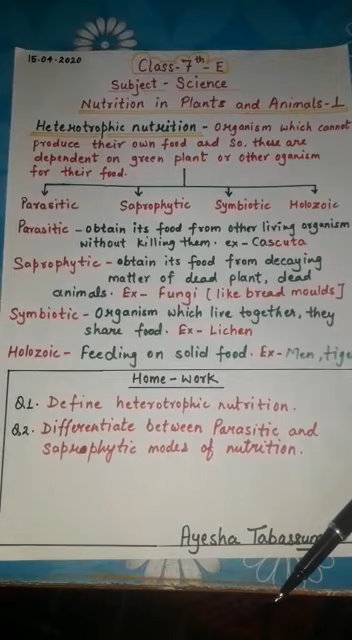 15-04-2020
Class-7th-E
Subject - Science
Nutrition in Plants and Animals-1
Heterotrophic nutrition - Organism which cannot
produce their own food and So, these are
dependent on green plant or other oganism
for their food.
Parasitic Saprophytic Symbiotic Holozoic
Parasitic - obtain its food from other living organism
without killing them. ex- Cascuta
Saprophytic - obtain its food from decaying
matter of dead plant, dead
animals. Ex- Fungi [like bread moulds]
Symbiotic - Organism which live together, they
share food. Ex- Lichen
Holozoic - Feeding on solid food. Ex- Men, tige
Home-work
Q1. Define heterotrophic nutrition.
Q2. Differentiate between Parasitic and
saprophytic modes of nutrition.
Ayesha Tabassum